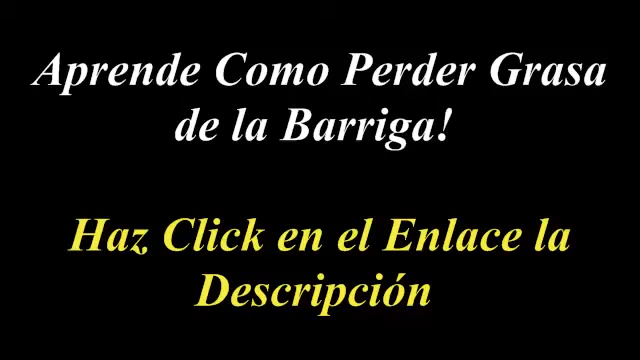 Aprende Como Perder Grasa
de la Barriga!
Haz Click en el Enlace la
Descripción